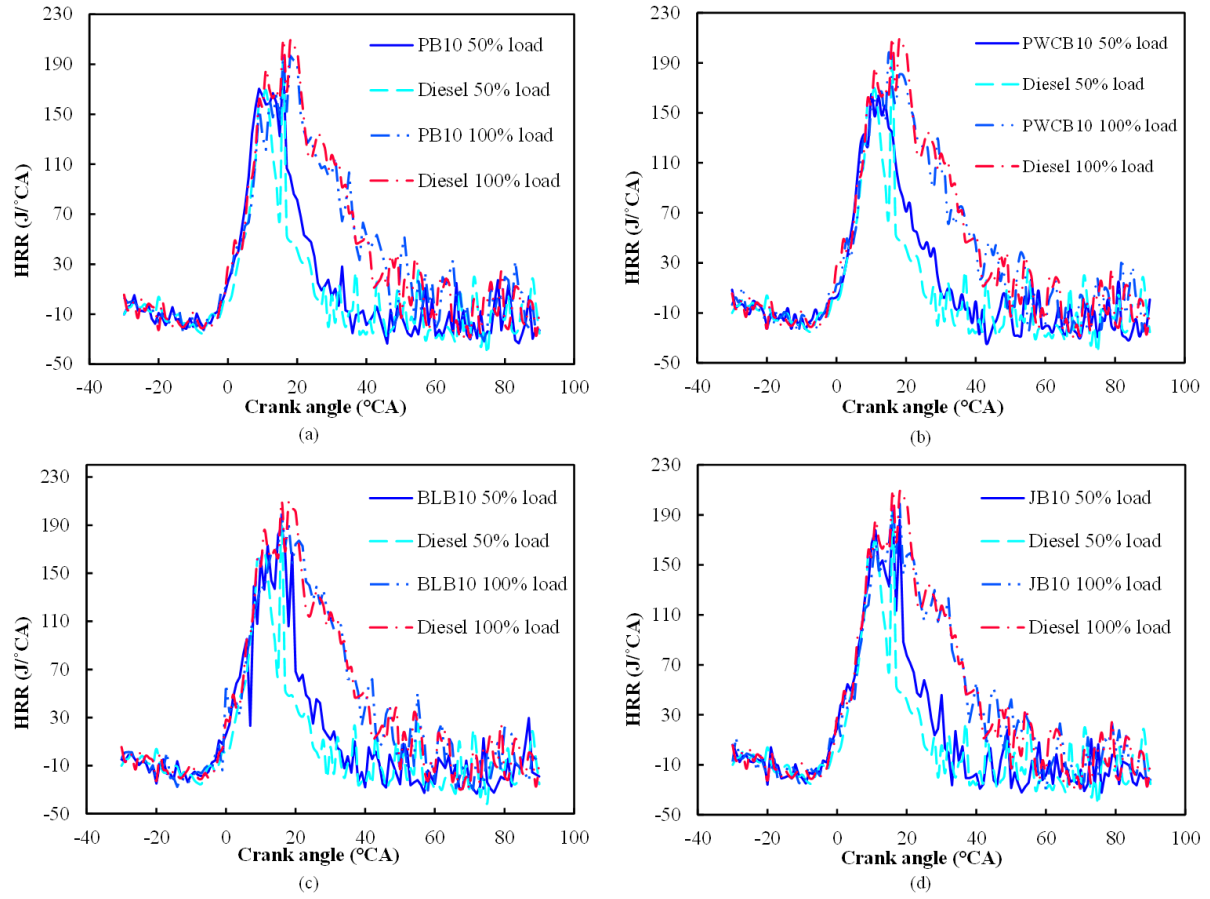 230
190
150
110
70
30
-10
-50
HRR (J/°CA)
PB10 50% load
Diesel 50% load
PB10 100% load
Diesel 100% load
-40 -20 0 20 40 60 80 100
Crank angle (°CA)
(a)
230
190
150
110
70
30
-10
-50
HRR (J/°CA)
PWCB10 50% load
Diesel 50% load
PWCB10 100% load
Diesel 100% load
-40 -20 0 20 40 60 80 100
Crank angle (°CA)
(b)
230
190
150
110
70
30
-10
-50
HRR (J/°CA)
BLB10 50% load
Diesel 50% load
BLB10 100% load
Diesel 100% load
-40 -20 0 20 40 60 80 100
Crank angle (°CA)
(c)
230
190
150
110
70
30
-10
-50
HRR (J/°CA)
JB10 50% load
Diesel 50% load
JB10 100% load
Diesel 100% load
-40 -20 0 20 40 60 80 100
Crank angle (°CA)
(d)